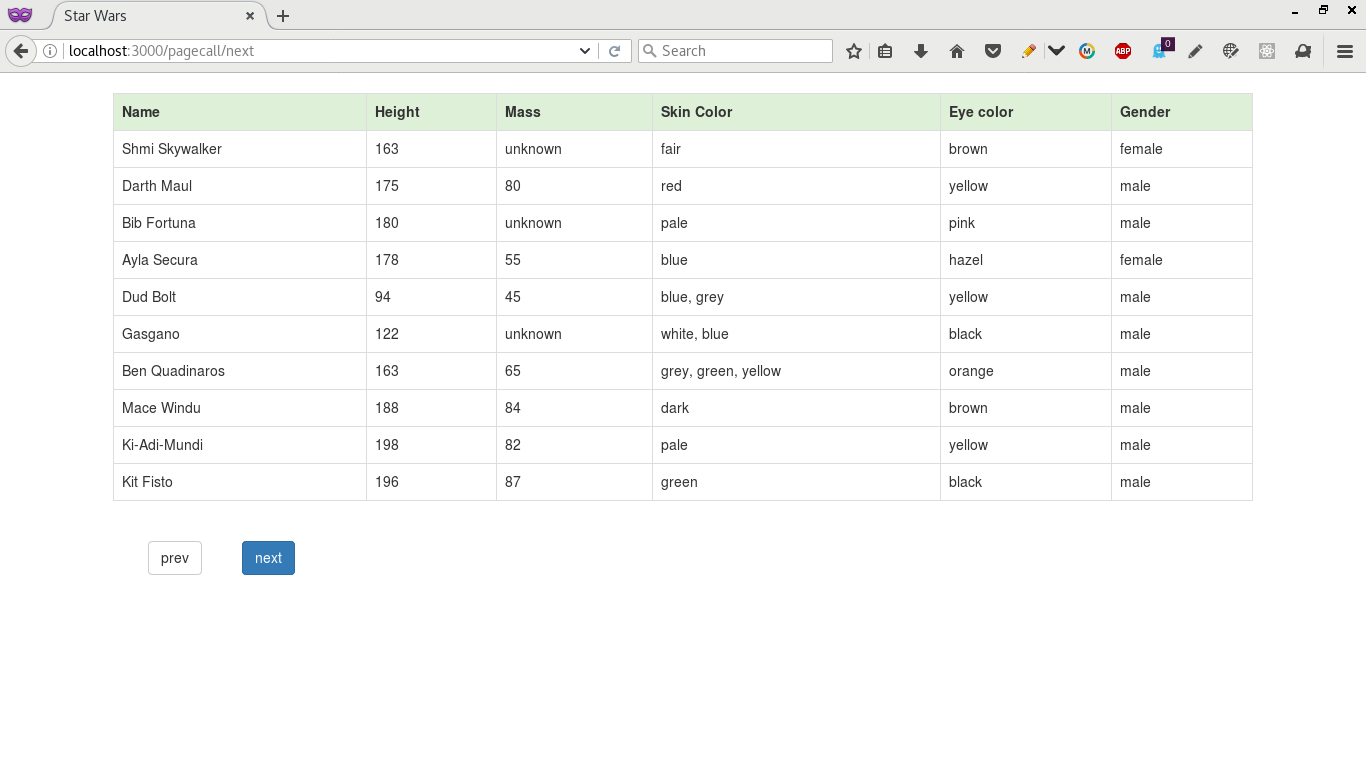 Star Wars
localhost:3000/pagecall/next
Search
ABP
0
Name Height Mass Skin Color Eye color Gender
Shmi Skywalker 163 unknown fair brown female
Darth Maul 175 80 red yellow male
Bib Fortuna 180 unknown pale pink male
Ayla Secura 178 55 blue hazel female
Dud Bolt 94 45 blue, grey yellow male
Gasgano 122 unknown white, blue black male
Ben Quadinaros 163 65 grey, green, yellow orange male
Mace Windu 188 84 dark brown male
Ki-Adi-Mundi 198 82 pale yellow male
Kit Fisto 196 87 green black male
prev next